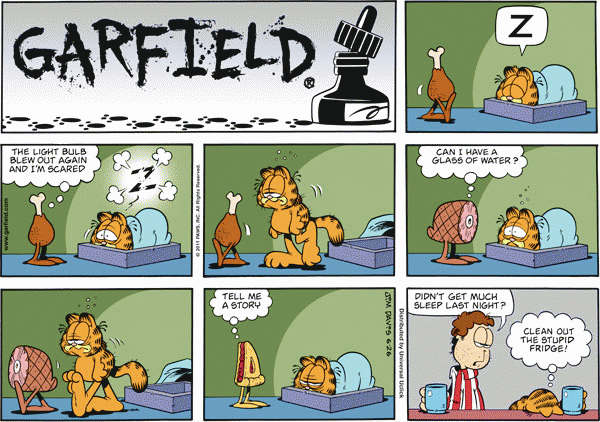 GARFIELD®
Z
THE LIGHT BULB
BLEW OUT AGAIN
AND I'M SCARED
Z
Z
www.garfield.com
© 2011 PAWS, INC. All Rights Reserved.
CAN I HAVE A
GLASS OF WATER?
TELL ME
A STORY
JIM DAVIS 6-26
Distributed by Universal Uclick
DIDN'T GET MUCH
SLEEP LAST NIGHT?
CLEAN OUT
THE STUPID
FRIDGE!